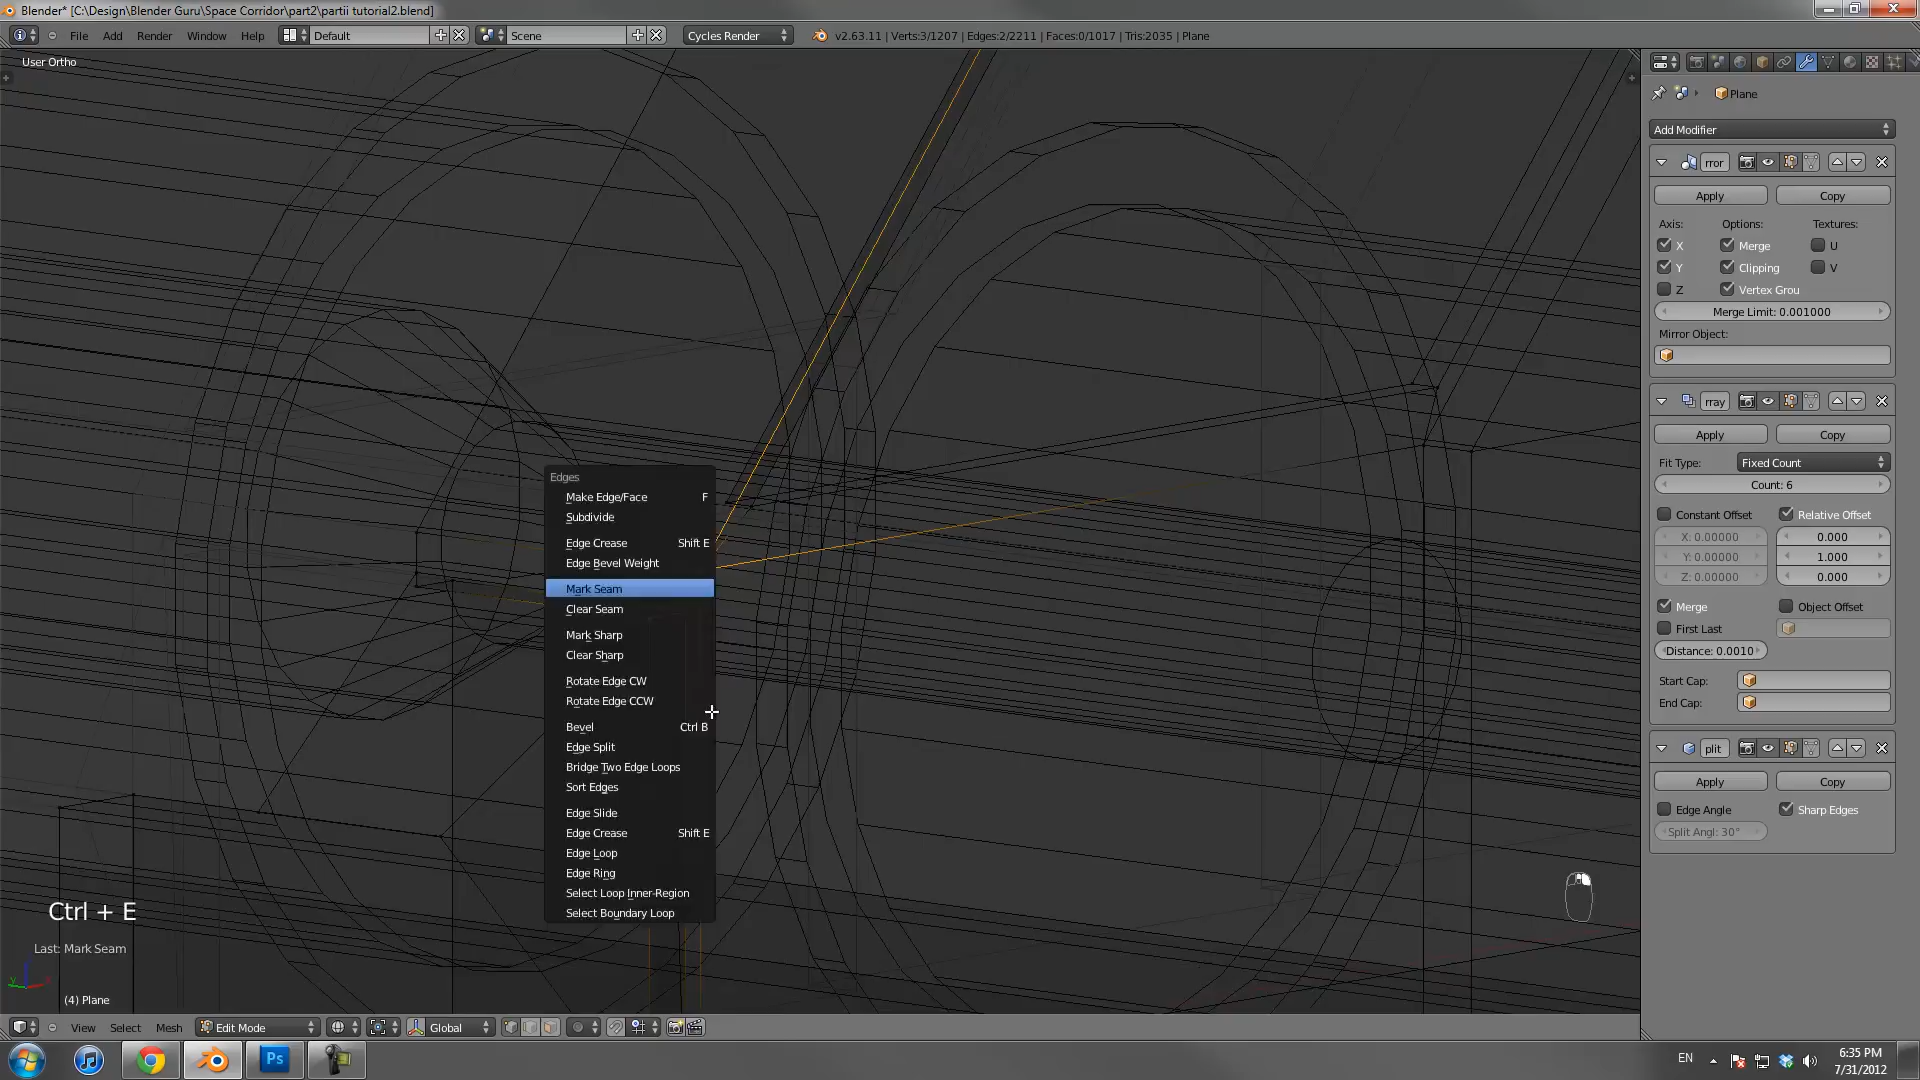 Blender* [C:\Design\Blender Guru\Space Corridor\part2\partii tutorial2.blend]
File Add Render Window Help Default Scene Cycles Render v2.63.11 | Verts:3/1207 | Edges:2/2211 | Faces:0/1017 | Tris:2035 | Plane
User Ortho
Plane
Add Modifier
rror
Apply Copy
Axis: Options: Textures:
X Merge U
Y Clipping V
Z Vertex Grou
Merge Limit: 0.001000
Mirror Object:
rray
Apply Copy
Fit Type: Fixed Count
Count: 6
Constant Offset Relative Offset
X: 0.00000 0.000
Y: 0.00000 1.000
Z: 0.00000 0.000
Merge Object Offset
First Last
Distance: 0.0010
Start Cap:
End Cap:
plit
Apply Copy
Edge Angle Sharp Edges
Split Angl: 30°
Edges
Make Edge/Face F
Subdivide
Edge Crease Shift E
Edge Bevel Weight
Mark Seam
Clear Seam
Mark Sharp
Clear Sharp
Rotate Edge CW
Rotate Edge CCW
Bevel Ctrl B
Edge Split
Bridge Two Edge Loops
Sort Edges
Edge Slide
Edge Crease Shift E
Edge Loop
Edge Ring
Select Loop Inner-Region
Select Boundary Loop
Ctrl + E
Last: Mark Seam
(4) Plane
View Select Mesh Edit Mode Global
Ps
EN
6:35 PM
7/31/2012